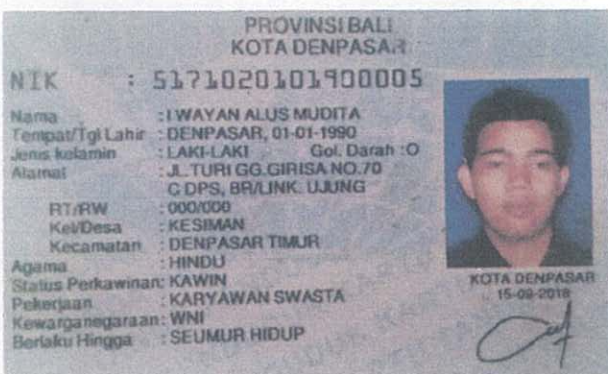 PROVINSI BALI
KOTA DENPASAR
NIK : 5171020101900005
Nama : I WAYAN ALUS MUDITA
Tempat/Tgl Lahir : DENPASAR, 01-01-1990
Jenis kelamin : LAKI-LAKI Gol. Darah : O
Alamat : JL. TURI GG.GIRISA NO.70
C DPS, BR/LINK. UJUNG
RT/RW : 000/000
Kel/Desa : KESIMAN
Kecamatan : DENPASAR TIMUR
Agama : HINDU
Status Perkawinan: KAWIN
Pekerjaan : KARYAWAN SWASTA
Kewarganegaraan: WNI
Berlaku Hingga : SEUMUR HIDUP
KOTA DENPASAR
15-09-2018